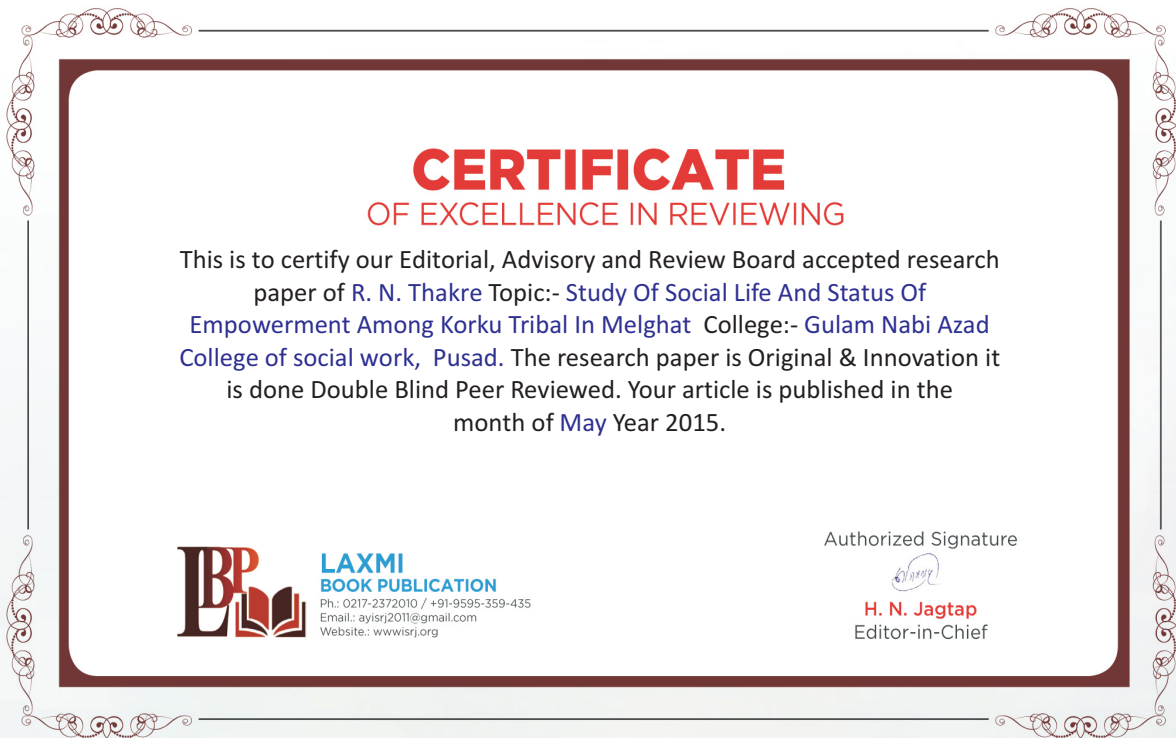 CERTIFICATE
OF EXCELLENCE IN REVIEWING
This is to certify our Editorial, Advisory and Review Board accepted research
paper of R. N. Thakre Topic:- Study Of Social Life And Status Of
Empowerment Among Korku Tribal In Melghat College:- Gulam Nabi Azad
College of social work, Pusad. The research paper is Original & Innovation it
is done Double Blind Peer Reviewed. Your article is published in the
month of May Year 2015.
LBP
LAXMI
BOOK PUBLICATION
Ph.: 0217-2372010 / +91-9595-359-435
Email.: ayisrj2011@gmail.com
Website.: wwwisrj.org
Authorized Signature
H. N. Jagtap
Editor-in-Chief